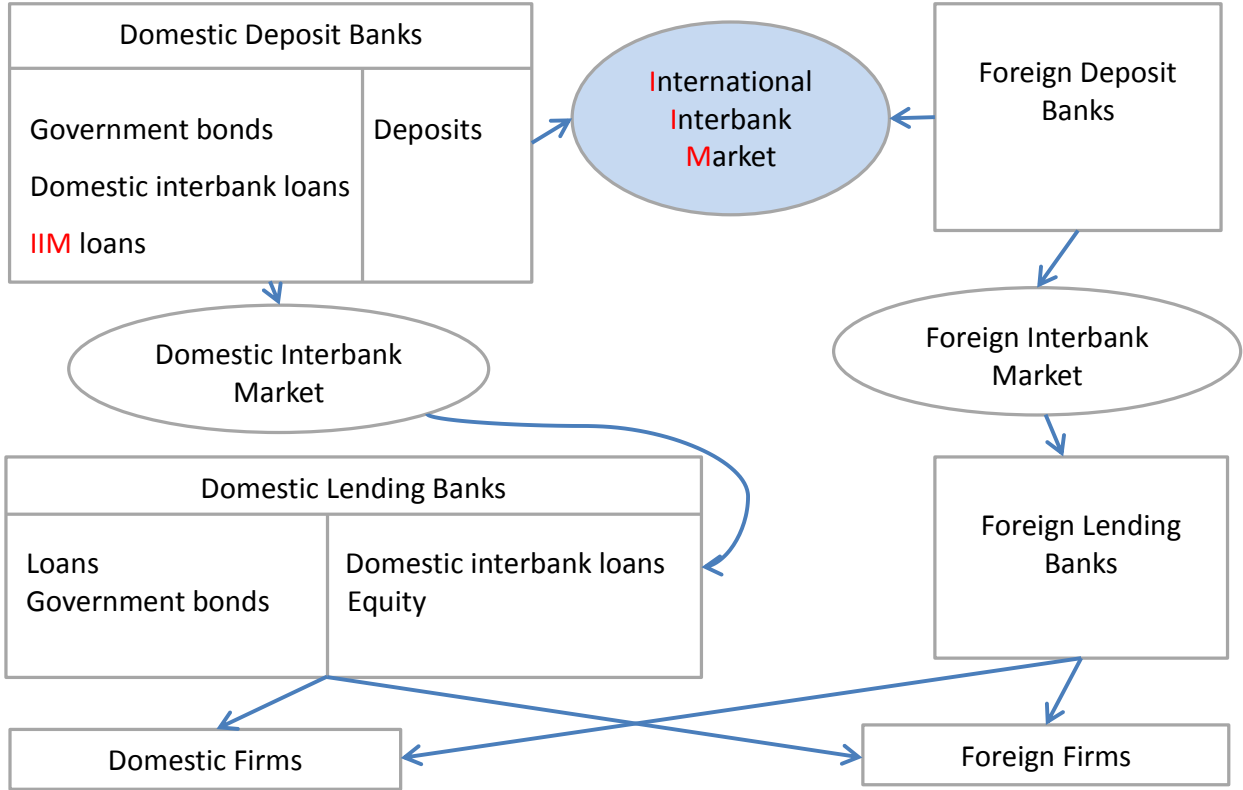 Domestic Deposit Banks
Government bonds
Domestic interbank loans
IIM loans
Deposits
International
Interbank
Market
Foreign Deposit
Banks
Domestic Interbank
Market
Foreign Interbank
Market
Domestic Lending Banks
Loans
Government bonds
Domestic interbank loans
Equity
Foreign Lending
Banks
Domestic Firms
Foreign Firms